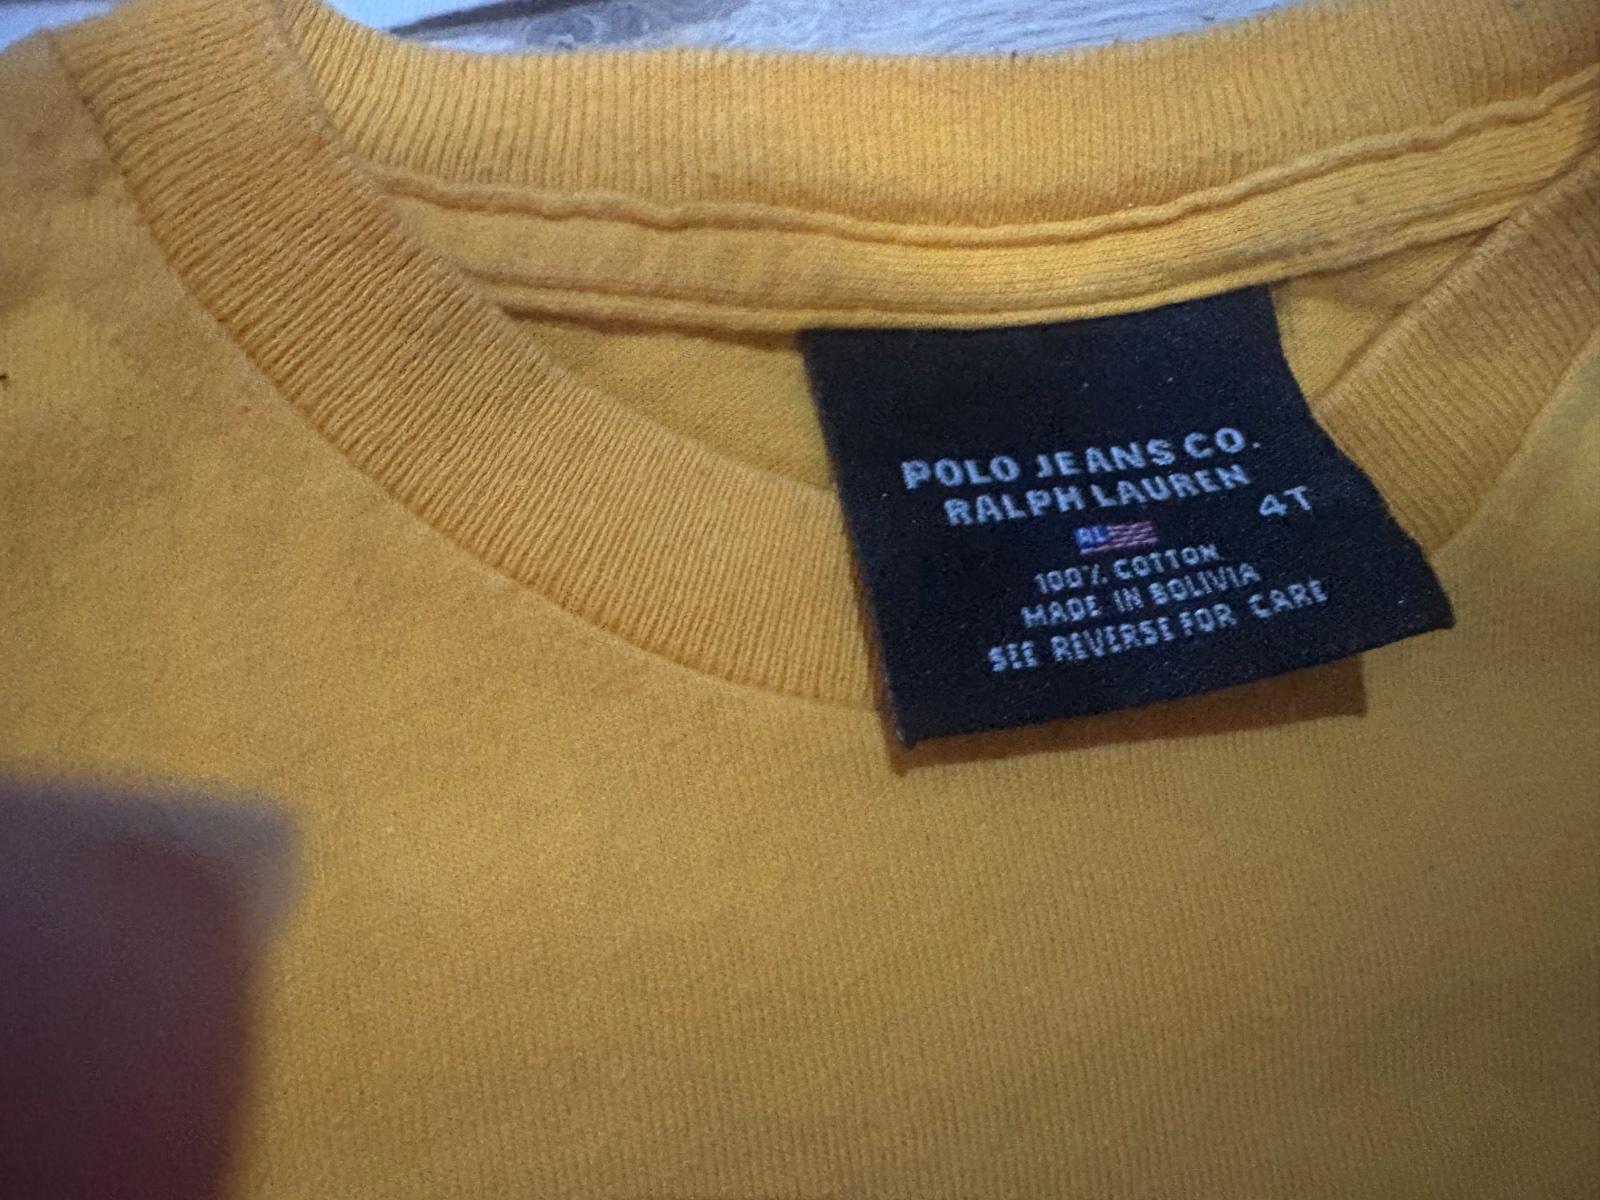 POLO JEANS CO.
RALPH LAUREN
4T
RL
100% COTTON
MADE IN BOLIVIA
SEE REVERSE FOR CARE